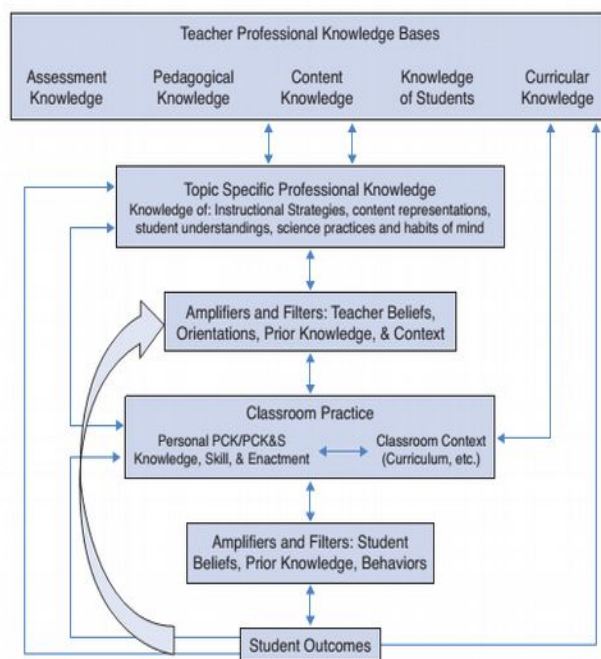 Teacher Professional Knowledge Bases
Assessment Knowledge
Pedagogical Knowledge
Content Knowledge
Knowledge of Students
Curricular Knowledge
Topic Specific Professional Knowledge
Knowledge of: Instructional Strategies, content representations,
student understandings, science practices and habits of mind
Amplifiers and Filters: Teacher Beliefs,
Orientations, Prior Knowledge, & Context
Classroom Practice
Personal PCK/PCK&S
Knowledge, Skill, & Enactment
Classroom Context
(Curriculum, etc.)
Amplifiers and Filters: Student
Beliefs, Prior Knowledge, Behaviors
Student Outcomes